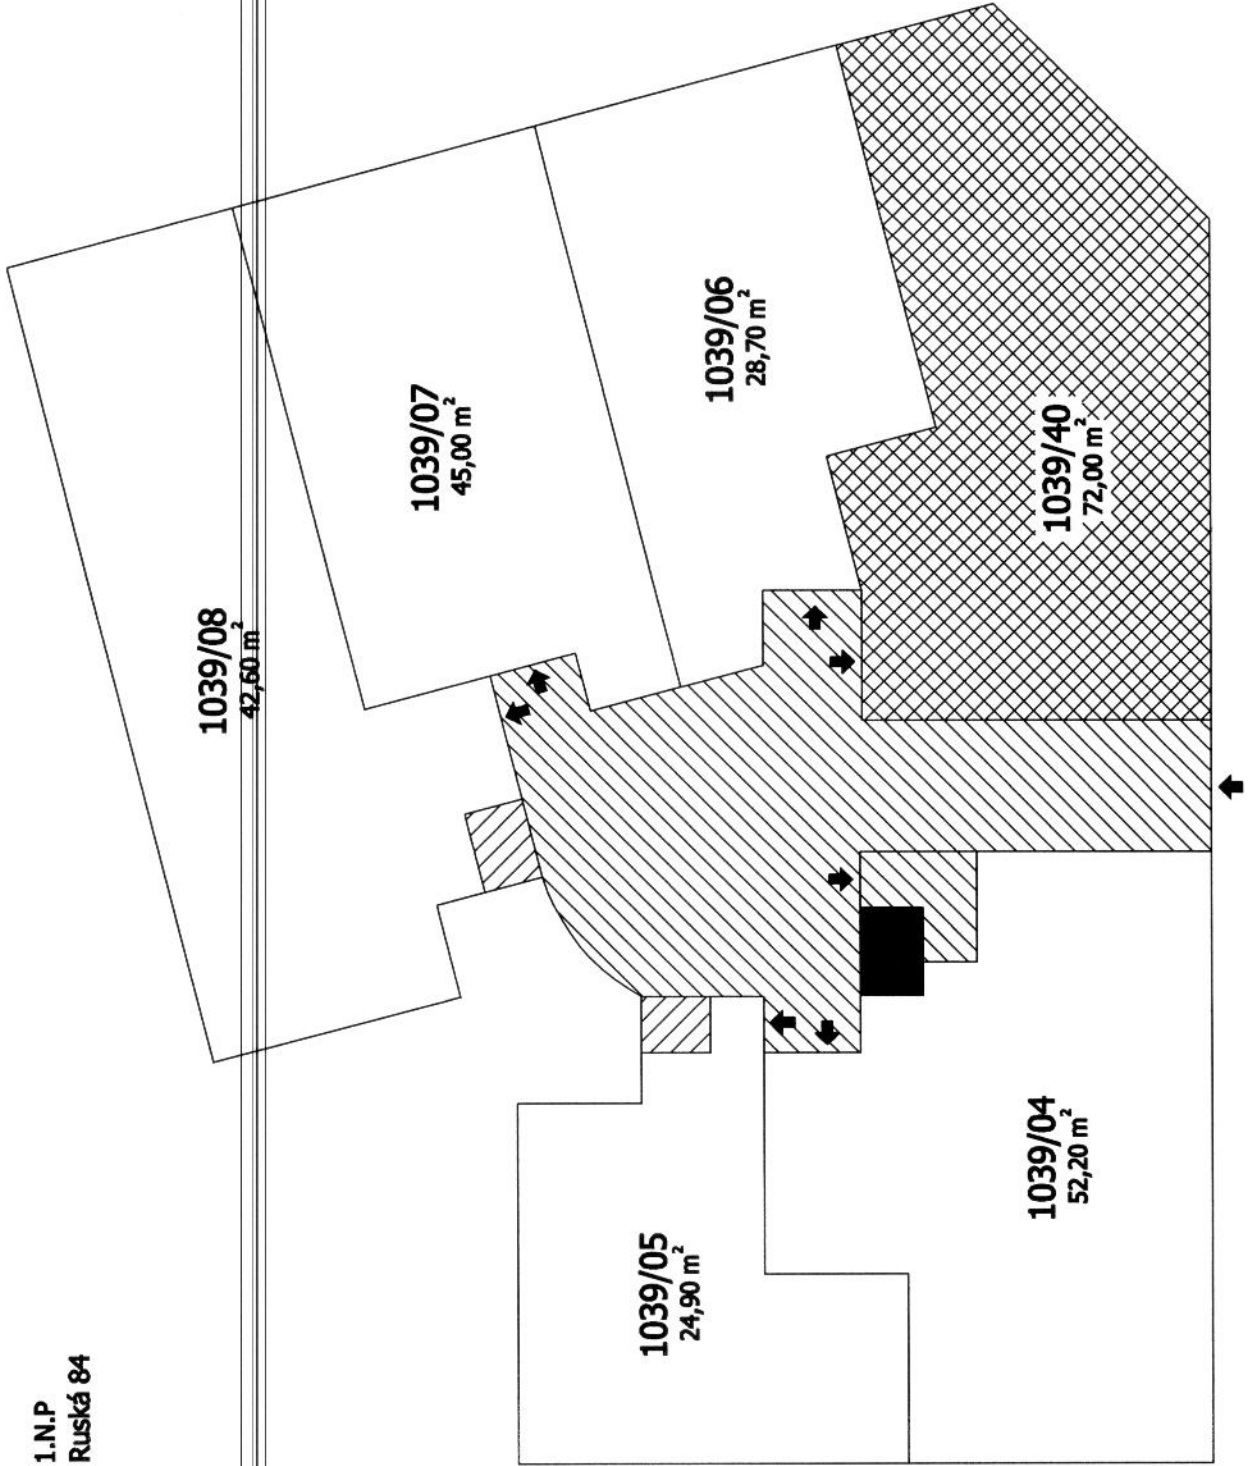 1.N.P
Ruská 84
1039/08
42,60 m²
1039/07
45,00 m²
1039/06
28,70 m²
1039/40
72,00 m²
1039/05
24,90 m²
1039/04
52,20 m²